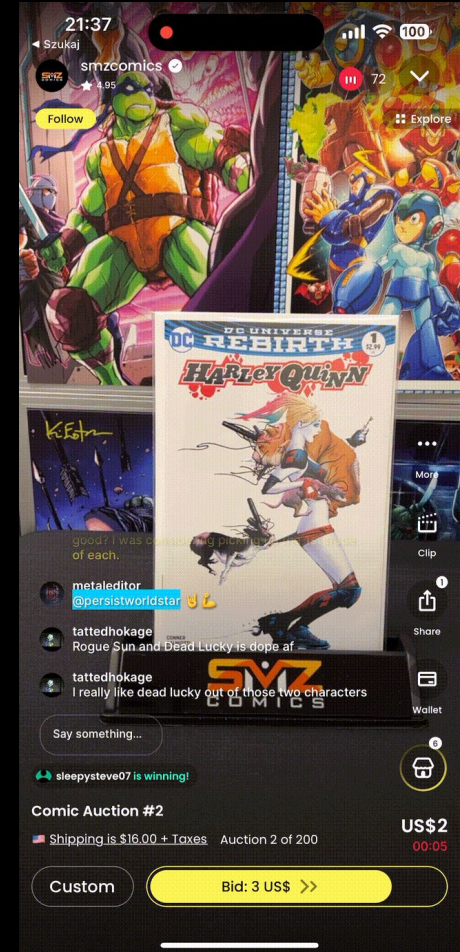 21:37
100
◀ Szukaj
SMZ
COMICS
smzcomics
★ 4.95
72
Follow
Explore
DC
DC UNIVERSE
REBIRTH
1
HARLEY QUINN
More
good? I was considering picking
of each.
Clip
metaleditor
@persistworldstar 🤘💪
1
tattedhokage
Rogue Sun and Dead Lucky is dope af
Share
SMZ
COMICS
tattedhokage
I really like dead lucky out of those two characters
Wallet
Say something...
6
sleepysteve07 is winning!
Comic Auction #2
US$2
🇺🇸 Shipping is $16.00 + Taxes Auction 2 of 200
00:05
Custom
Bid: 3 US$ >>